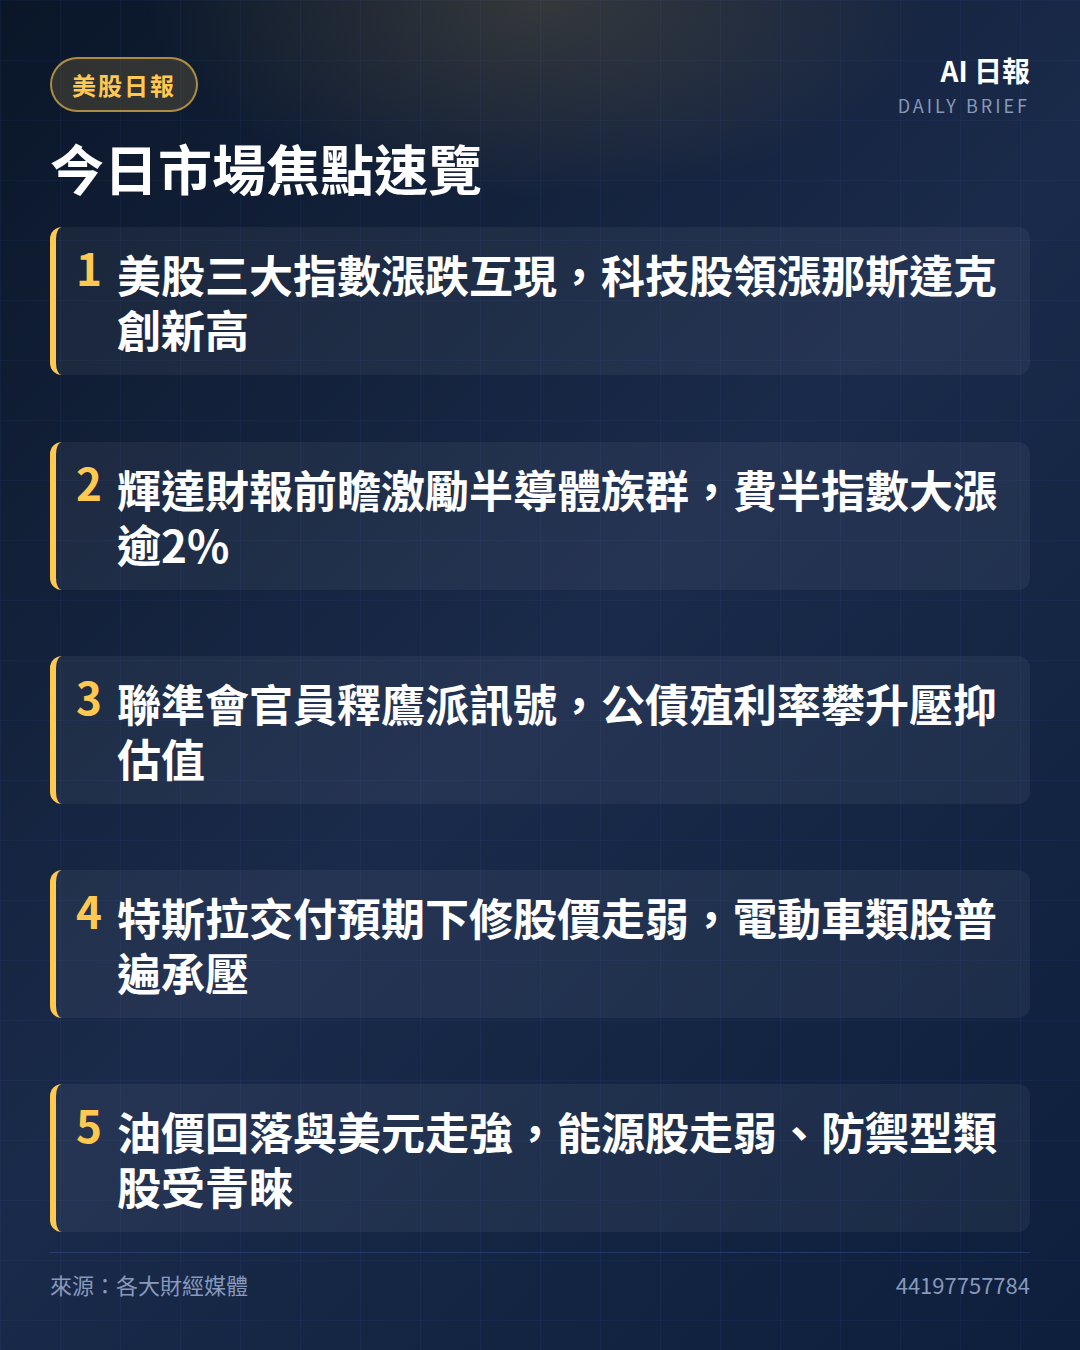 美股日報
AI 日報
DAILY BRIEF
今日市場焦點速覽
1 美股三大指數漲跌互現，科技股領漲那斯達克
創新高
2 輝達財報前瞻激勵半導體族群，費半指數大漲
逾2%
3 聯準會官員釋鷹派訊號，公債殖利率攀升壓抑
估值
4 特斯拉交付預期下修股價走弱，電動車類股普
遍承壓
5 油價回落與美元走強，能源股走弱、防禦型類
股受青睞
來源：各大財經媒體
44197757784